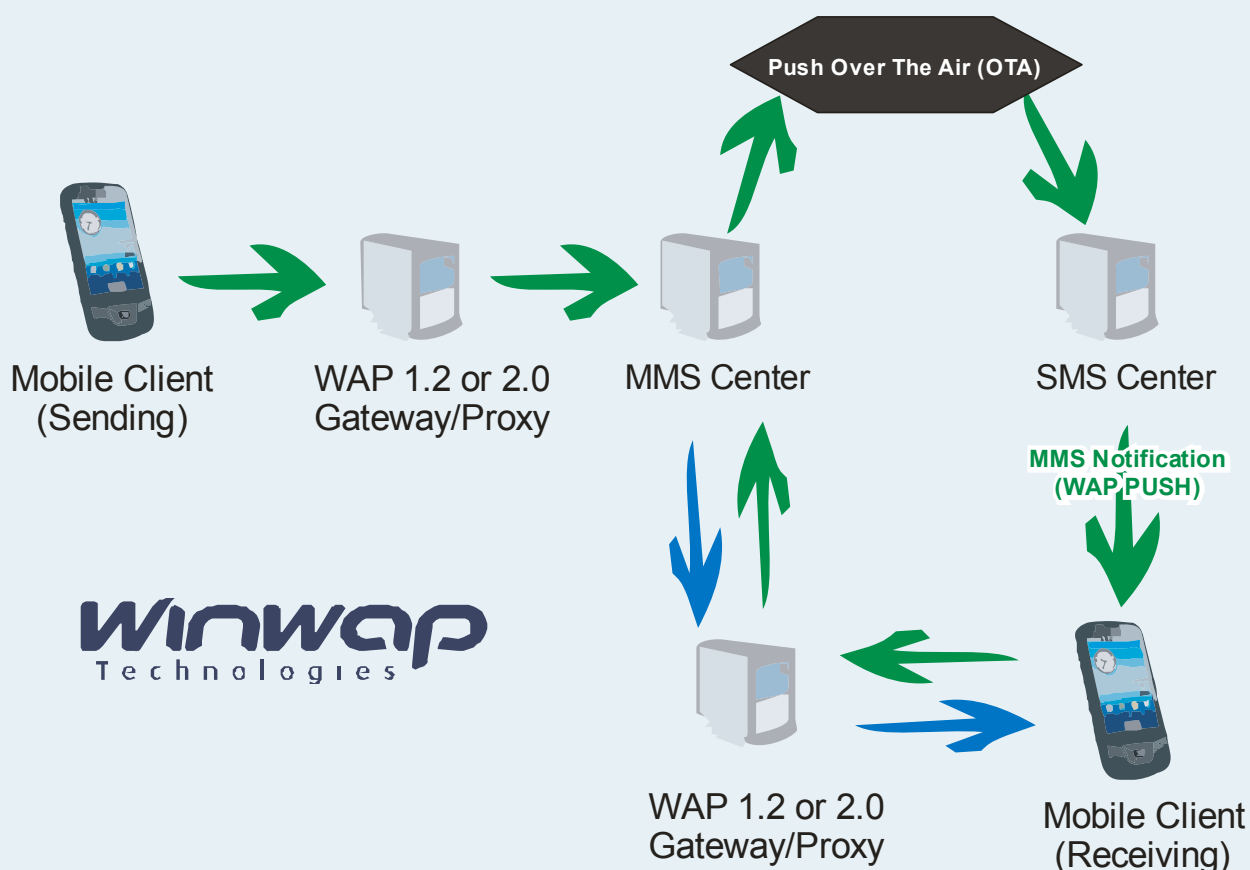 Push Over The Air (OTA)
Mobile Client
(Sending)
WAP 1.2 or 2.0
Gateway/Proxy
MMS Center
SMS Center
MMS Notification
(WAP PUSH)
Winwap
Technologies
WAP 1.2 or 2.0
Gateway/Proxy
Mobile Client
(Receiving)